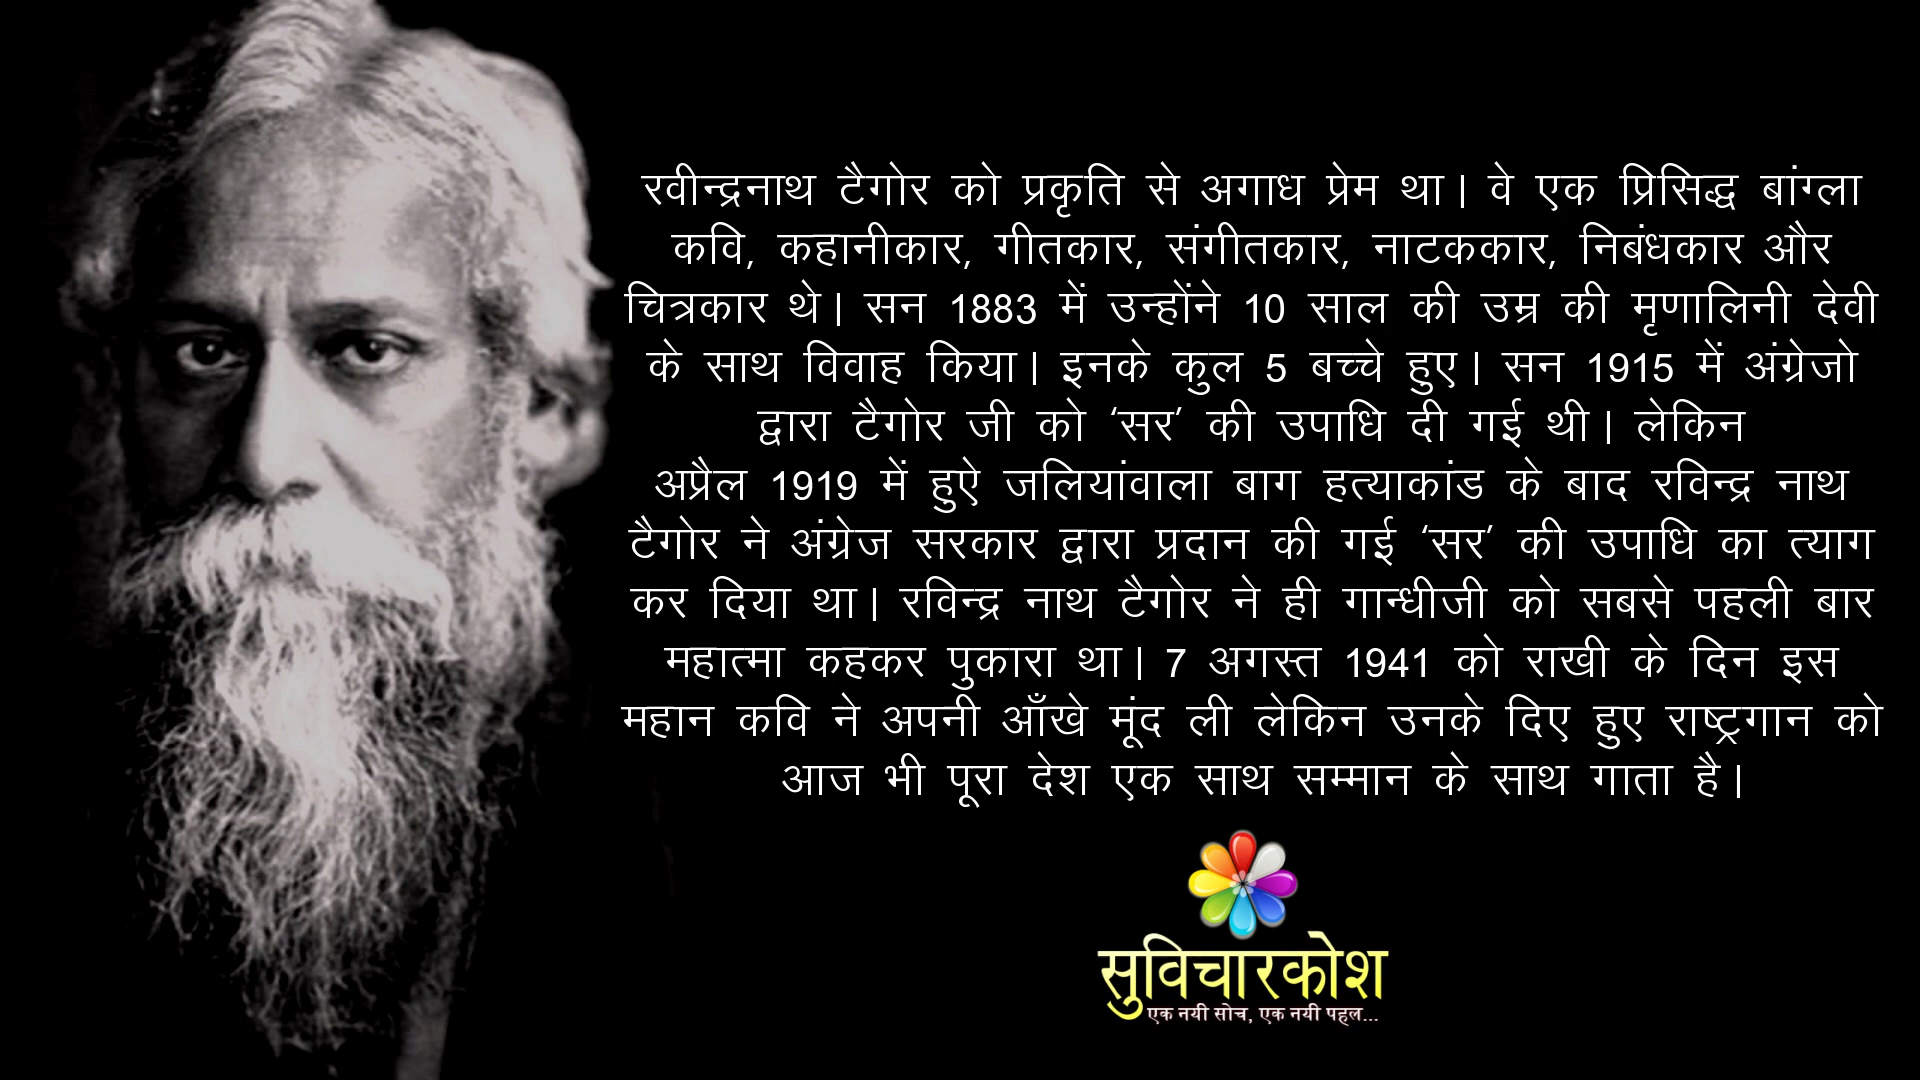 रवीन्द्रनाथ टैगोर को प्रकृति से अगाध प्रेम था। वे एक प्रिसिद्ध बांग्ला
कवि, कहानीकार, गीतकार, संगीतकार, नाटककार, निबंधकार और
चित्रकार थे। सन 1883 में उन्होंने 10 साल की उम्र की मृणालिनी देवी
के साथ विवाह किया। इनके कुल 5 बच्चे हुए। सन 1915 में अंग्रेजो
द्वारा टैगोर जी को ‘सर’ की उपाधि दी गई थी। लेकिन
अप्रैल 1919 में हुऐ जलियांवाला बाग हत्याकांड के बाद रविन्द्र नाथ
टैगोर ने अंग्रेज सरकार द्वारा प्रदान की गई ‘सर’ की उपाधि का त्याग
कर दिया था। रविन्द्र नाथ टैगोर ने ही गान्धीजी को सबसे पहली बार
महात्मा कहकर पुकारा था। 7 अगस्त 1941 को राखी के दिन इस
महान कवि ने अपनी आँखे मूंद ली लेकिन उनके दिए हुए राष्ट्रगान को
आज भी पूरा देश एक साथ सम्मान के साथ गाता है।
सुविचारकोश
एक नयी सोच, एक नयी पहल...